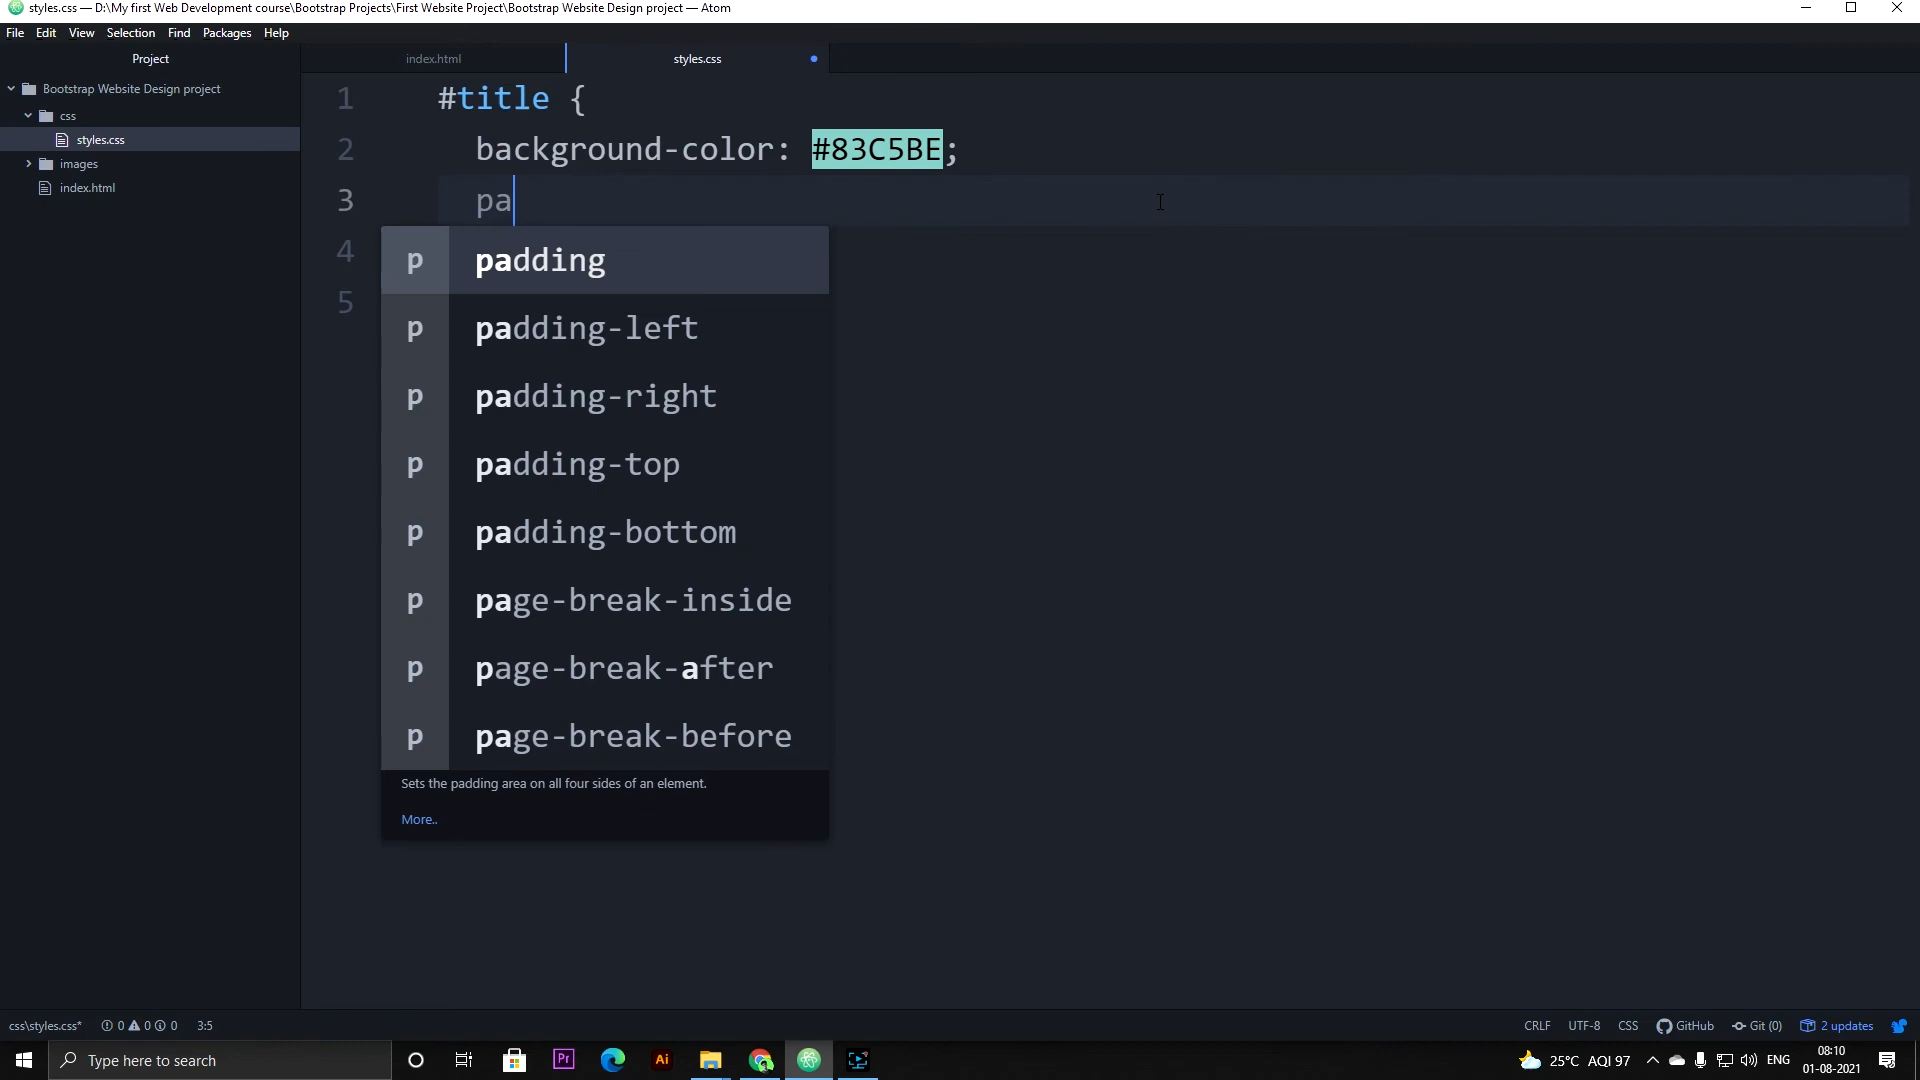 styles.css — D:\My first Web Development course\Bootstrap Projects\First Website Project\Bootstrap Website Design project — Atom
File Edit View Selection Find Packages Help
Project
index.html
styles.css
Bootstrap Website Design project
css
styles.css
images
index.html
1 #title {
2 background-color: #83C5BE;
3 pa
4
5
p padding
p padding-left
p padding-right
p padding-top
p padding-bottom
p page-break-inside
p page-break-after
p page-break-before
Sets the padding area on all four sides of an element.
More..
css\styles.css* 0 0 0 3:5
CRLF UTF-8 CSS GitHub Git (0) 2 updates
Type here to search
Pr
Ai
25°C AQI 97
ENG
08:10
01-08-2021